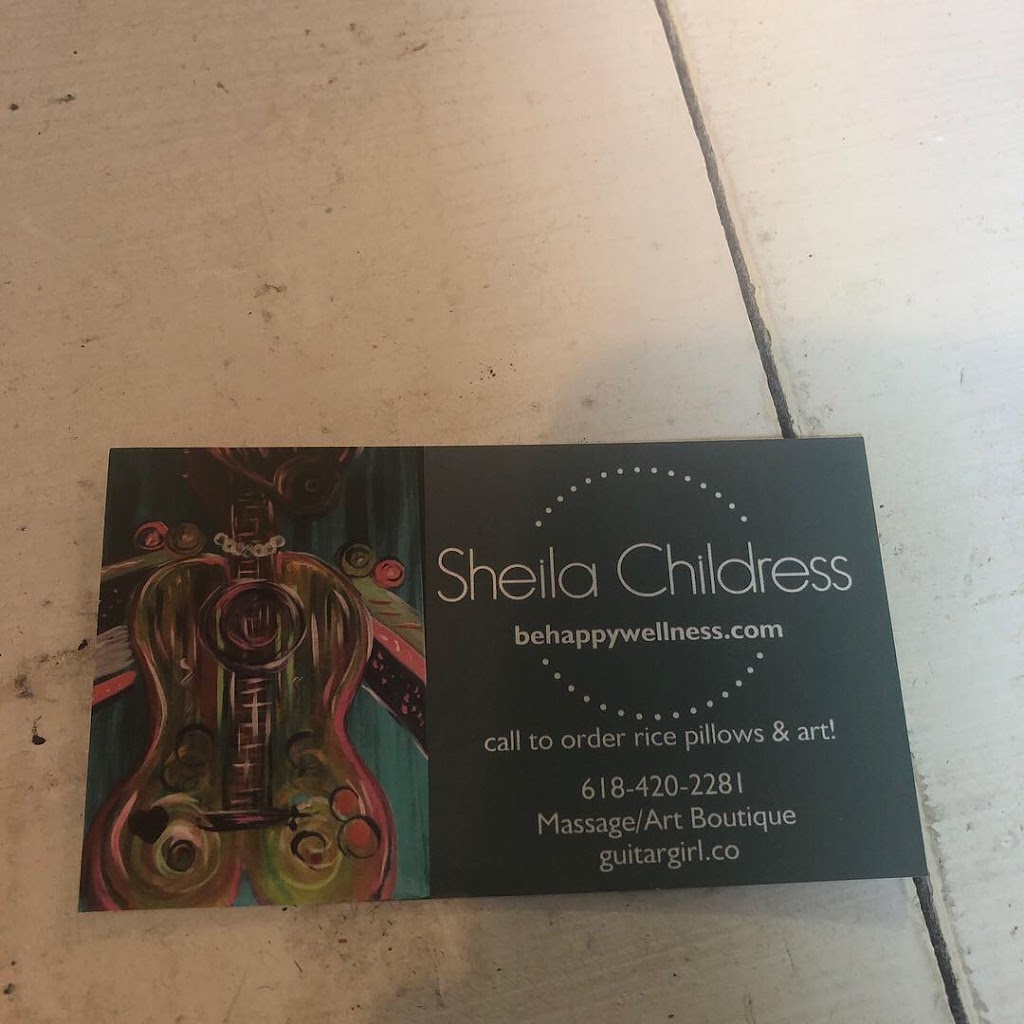 Sheila Childress
behappywellness.com
call to order rice pillows & art!
618-420-2281
Massage/Art Boutique
guitargirl.co